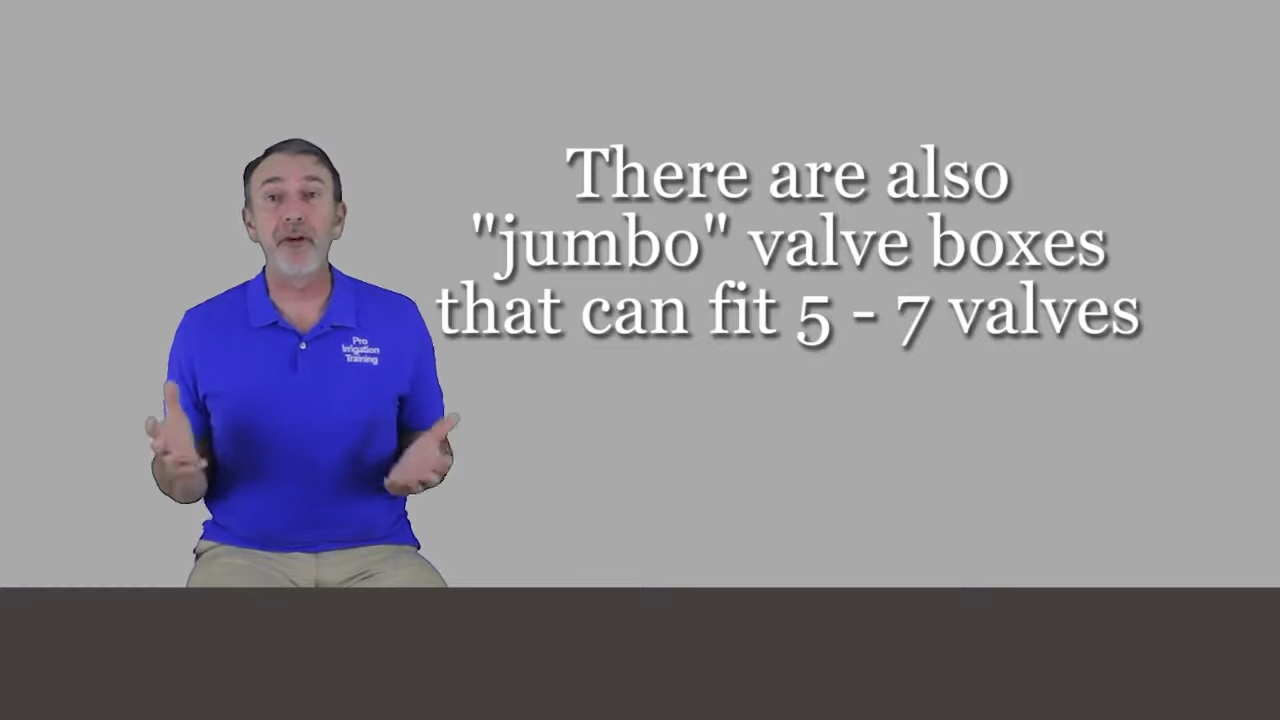 There are also
"jumbo" valve boxes
that can fit 5 - 7 valves
Pro
Irrigation
Training